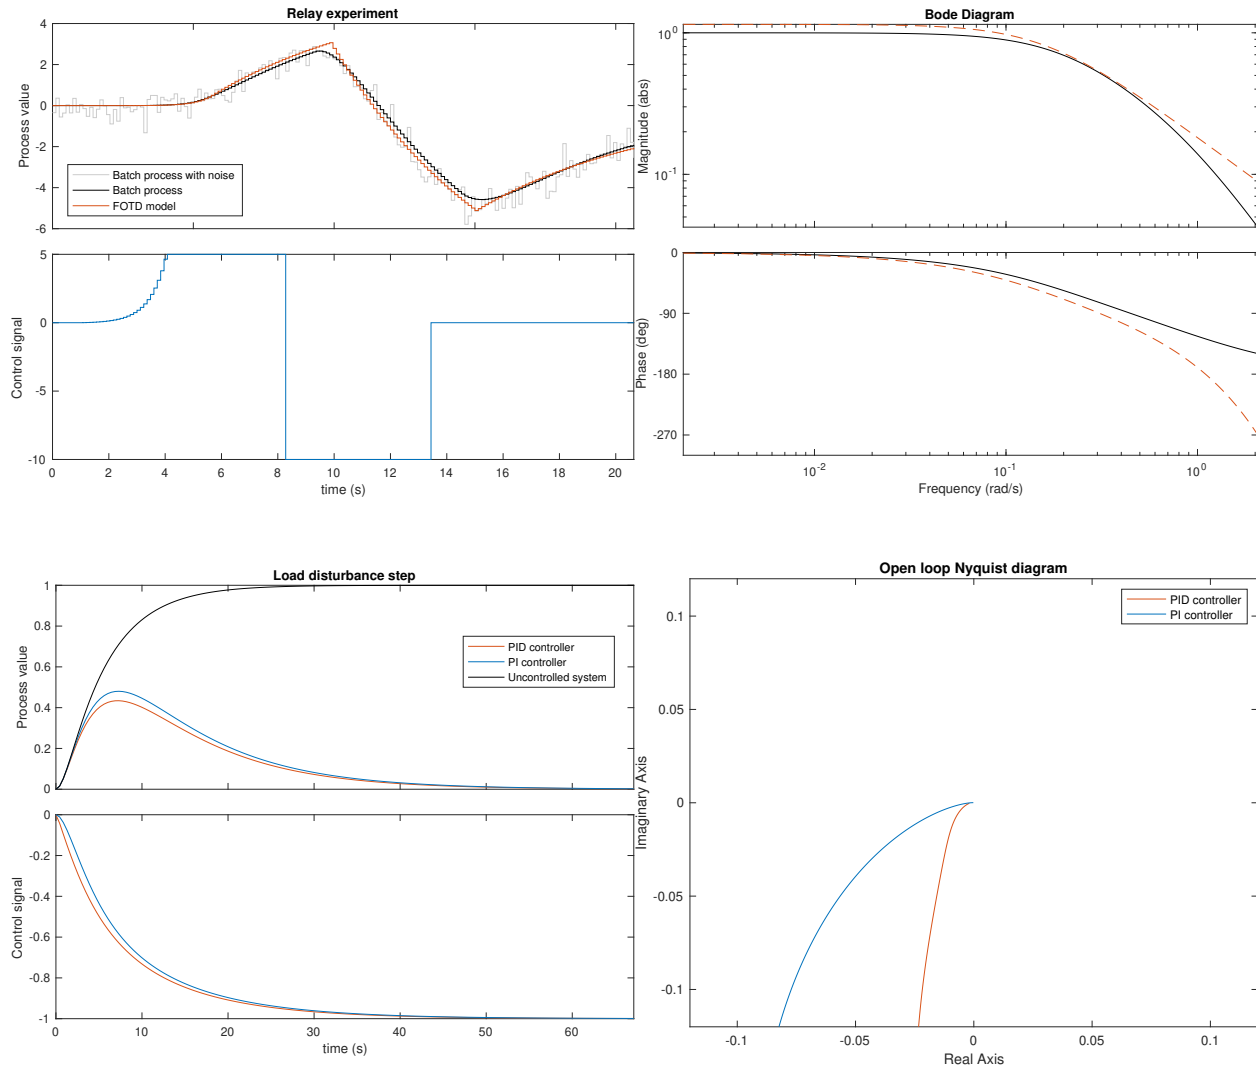 Relay experiment
4
2
0
-2
-4
-6
Process value
Batch process with noise
Batch process
FOTD model
5
0
-5
-10
Control signal
0
2
4
6
8
10
12
14
16
18
20
time (s)
Bode Diagram
10^0
10^-1
Magnitude (abs)
0
-90
-180
-270
Phase (deg)
10^-2
10^-1
10^0
Frequency (rad/s)
Load disturbance step
1
0.8
0.6
0.4
0.2
0
Process value
PID controller
PI controller
Uncontrolled system
0
-0.2
-0.4
-0.6
-0.8
-1
Control signal
0
10
20
30
40
50
60
time (s)
Open loop Nyquist diagram
PID controller
PI controller
0.1
0.05
0
-0.05
-0.1
Imaginary Axis
-0.1
-0.05
0
0.05
0.1
Real Axis